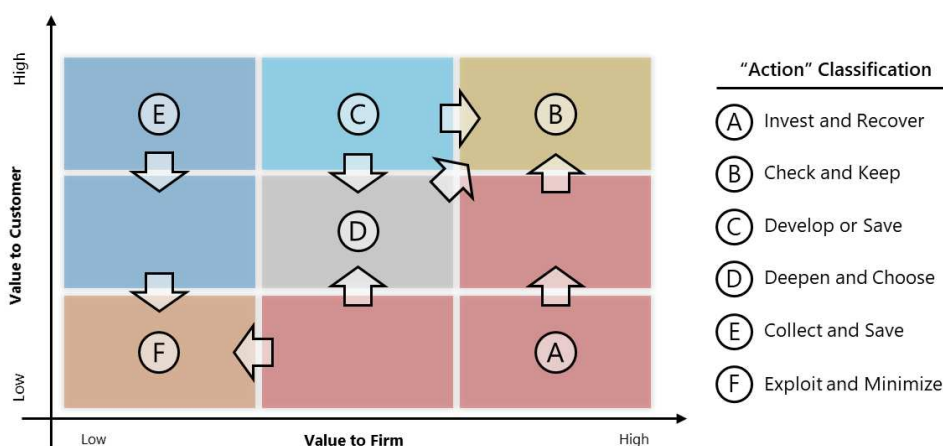 High
Value to Customer
Low
E
C
B
D
F
A
Low
Value to Firm
High
“Action” Classification
A Invest and Recover
B Check and Keep
C Develop or Save
D Deepen and Choose
E Collect and Save
F Exploit and Minimize